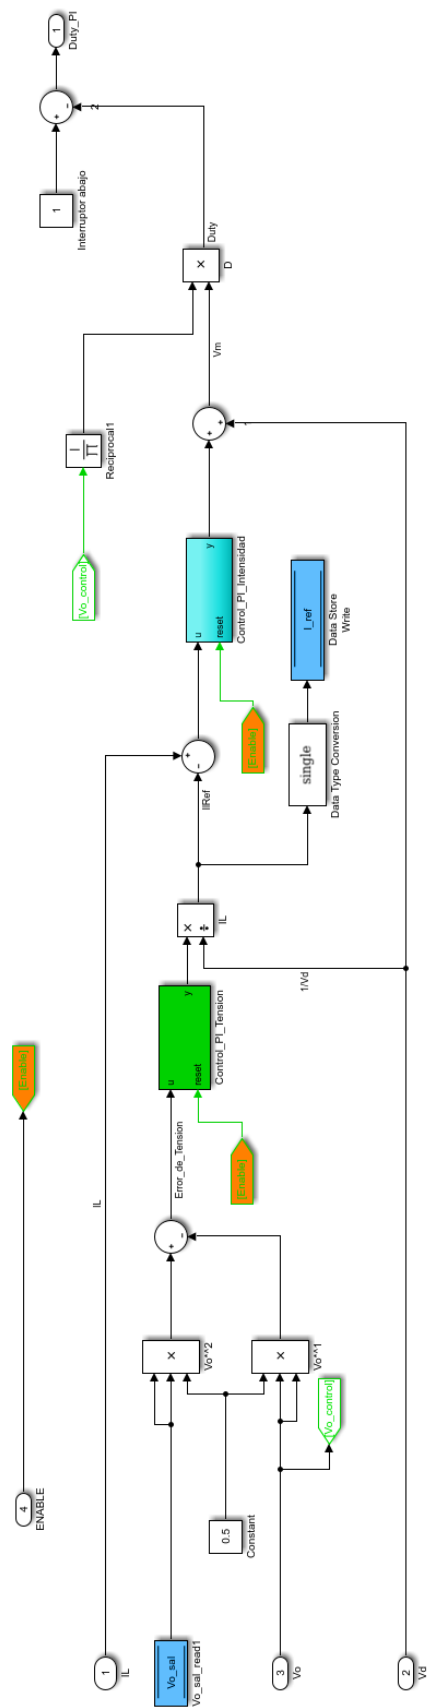 4
ENABLE
[Enable]
1
IL
IL
Vo_sal
Vo_sal_read1
0.5
Constant
3
Vo
[Vo_control]
2
Vd
×
Vo*^2
×
Vo*^1
+
-
Error_de_Tension
[Enable]
u
reset
y
Control_PI_Tension
1/Vd
×
÷
IL
IlRef
+
-
single
Data Type Conversion
I_ref
Data Store
Write
[Enable]
u
reset
y
Control_PI_Intensidad
+
+
Vm
[Vo_control]
Reciprocal1
×
D
Duty
1
Interruptor abajo
+
-
2
1
Duty_PI